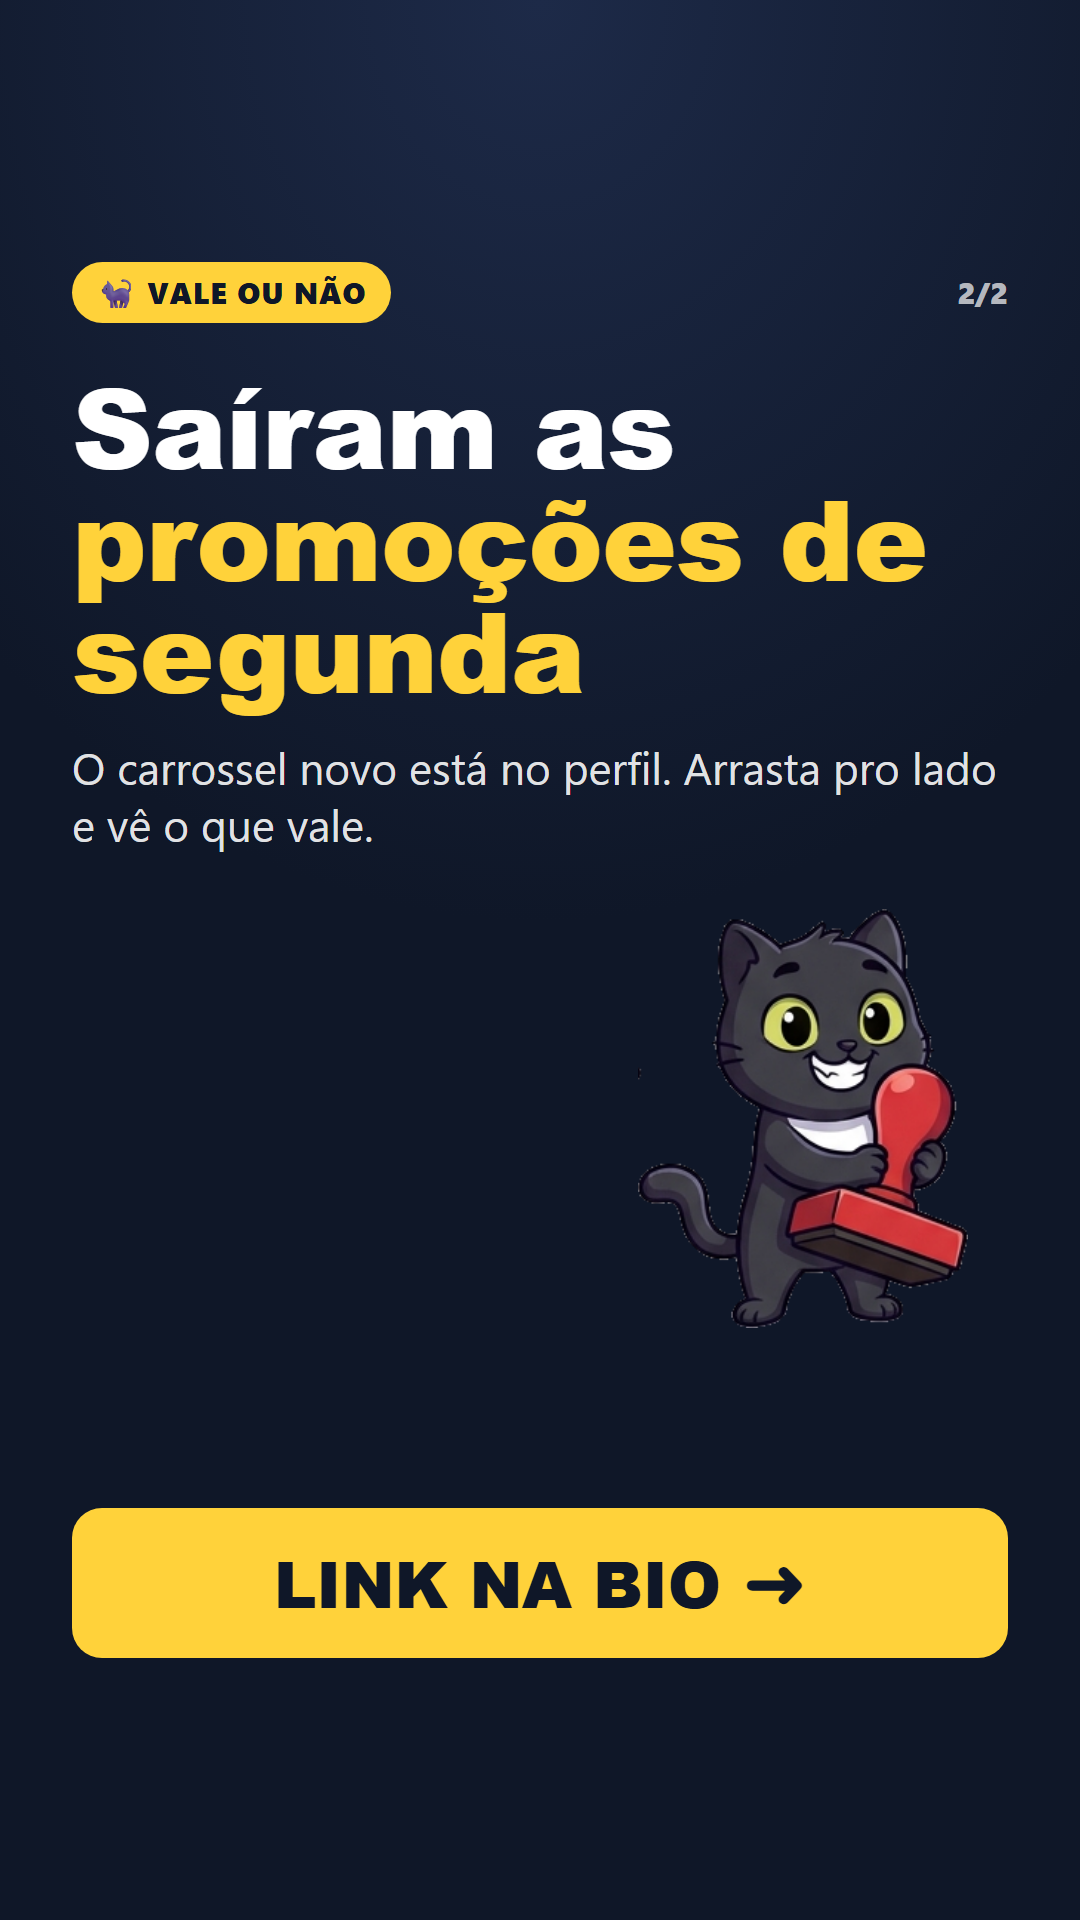 🐈‍⬛ VALE OU NÃO
2/2
Saíram as
promoções de
segunda
O carrossel novo está no perfil. Arrasta pro lado
e vê o que vale.
LINK NA BIO →